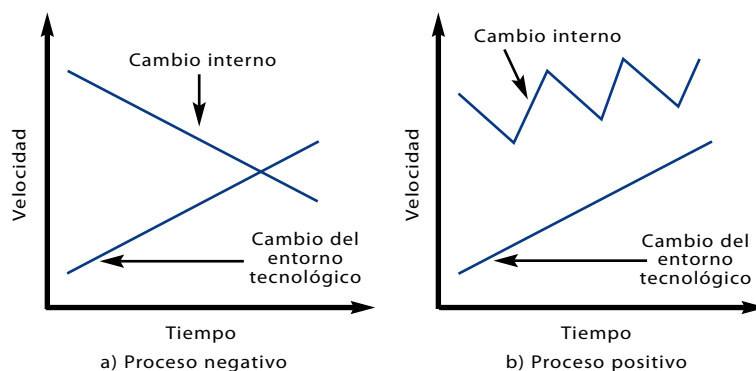 Cambio interno
Velocidad
Cambio del
entorno
tecnológico
Tiempo
a) Proceso negativo
Cambio interno
Velocidad
Cambio del
entorno
tecnológico
Tiempo
b) Proceso positivo